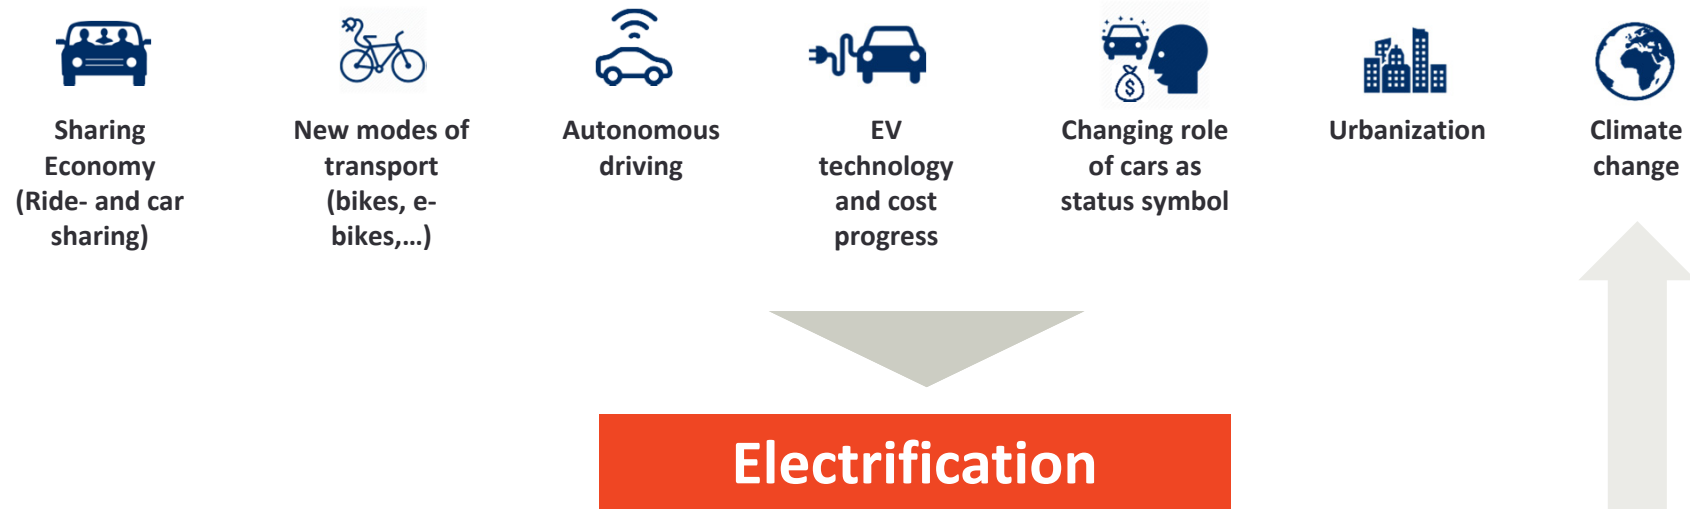 Sharing
Economy
(Ride- and car
sharing)
New modes of
transport
(bikes, e-
bikes,...)
Autonomous
driving
EV
technology
and cost
progress
$
Changing role
of cars as
status symbol
Urbanization
Climate
change
Electrification